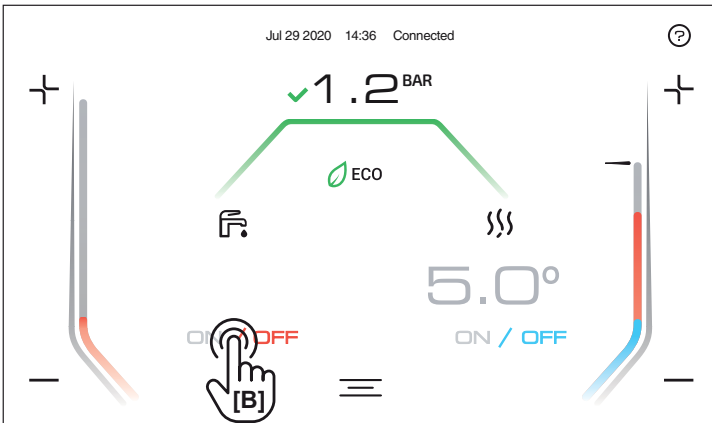 Jul 29 2020 14:36 Connected
?
1.2 BAR
ECO
5.0°
ON / OFF
ON / OFF
[B]